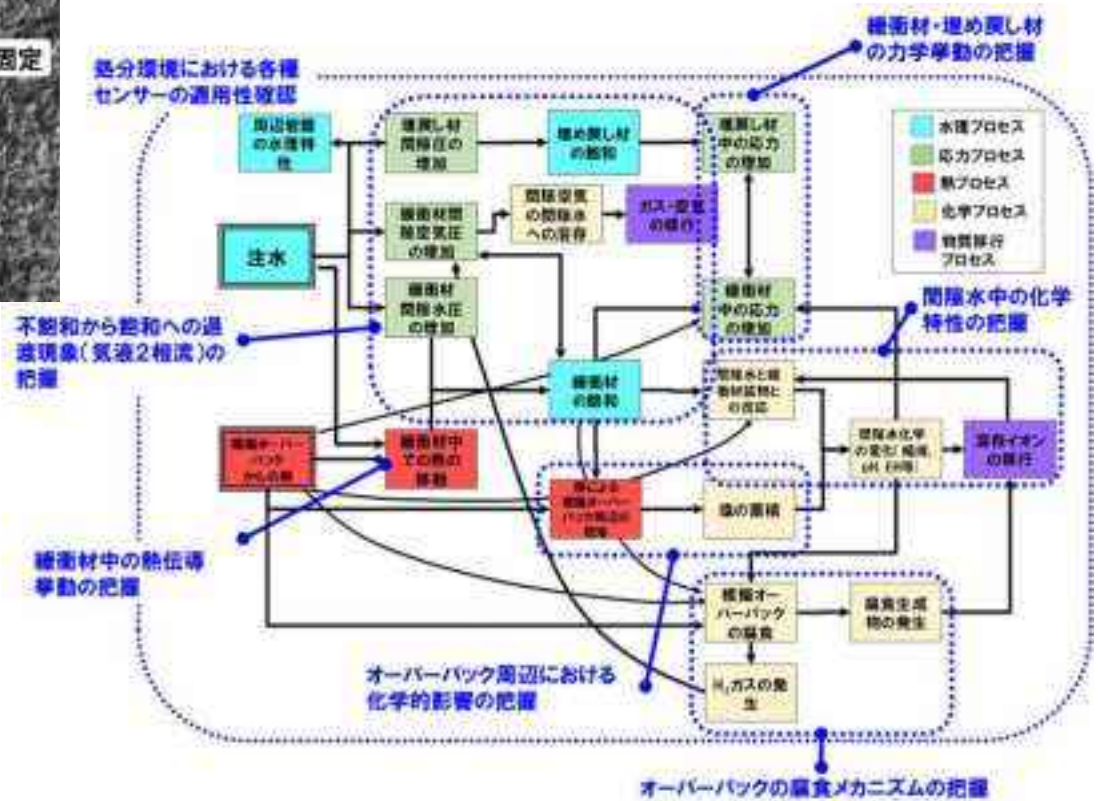 固定
処分環境における各種
センサーの適用性確認
緩衝材・埋め戻し材
の力学挙動の把握
周辺岩盤
の水理特
性
埋戻し材
間隙圧の
増加
埋め戻し材
の飽和
埋戻し材
中の応力
の増加
水理プロセス
応力プロセス
熱プロセス
化学プロセス
物質移行
プロセス
注水
緩衝材間
隙空気圧
の増加
間隙空気
の間隙水
への溶存
ガス・空気
の移行
緩衝材
間隙水圧
の増加
緩衝材
中の応力
の増加
間隙水中の化学
特性の把握
不飽和から飽和への過
渡現象(気液2相流)の
把握
緩衝材
の飽和
間隙水と緩
衝材鉱物と
の反応
模擬オーバー
パック
からの熱
緩衝材中
での熱の
移動
間隙水化学
の変化(
pH, Eh等)
溶存イオン
の移行
熱による
模擬オーバー
パック周辺の
塩の蓄積
緩衝材中の熱伝導
挙動の把握
模擬オー
バーパック
の腐食
腐食生成
物の発生
オーバーパック周辺における
化学的影響の把握
H₂ガスの発
生
オーバーパックの腐食メカニズムの把握